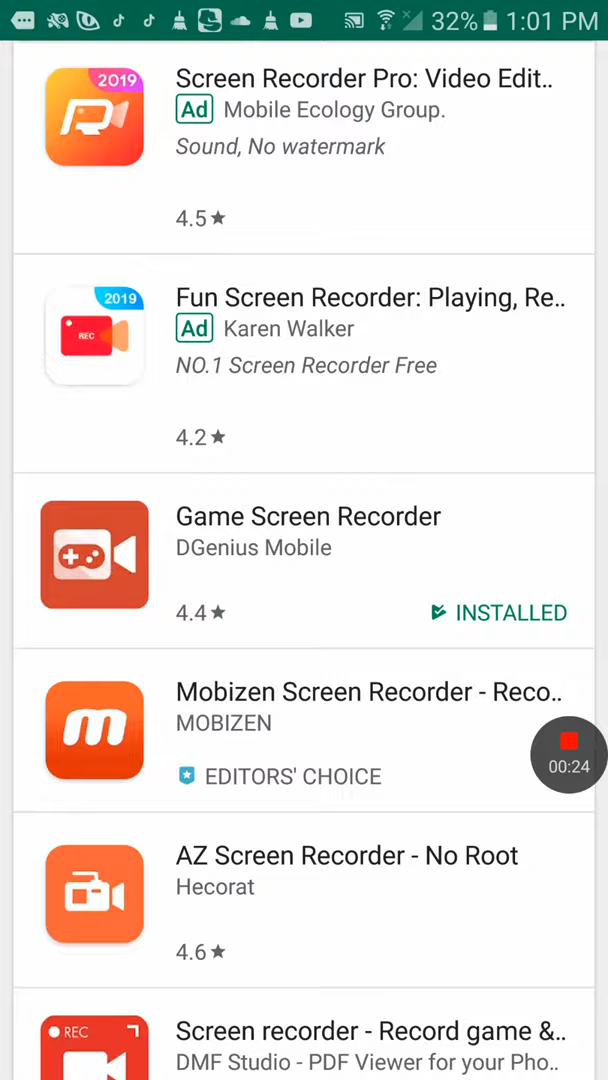 32% 1:01 PM
2019
Screen Recorder Pro: Video Edit..
Ad Mobile Ecology Group.
Sound, No watermark
4.5
2019
REC
Fun Screen Recorder: Playing, Re..
Ad Karen Walker
NO.1 Screen Recorder Free
4.2
Game Screen Recorder
DGenius Mobile
4.4 INSTALLED
m
Mobizen Screen Recorder - Reco..
MOBIZEN
EDITORS' CHOICE
00:24
AZ Screen Recorder - No Root
Hecorat
4.6
REC
Screen recorder - Record game &..
DMF Studio - PDF Viewer for your Pho..